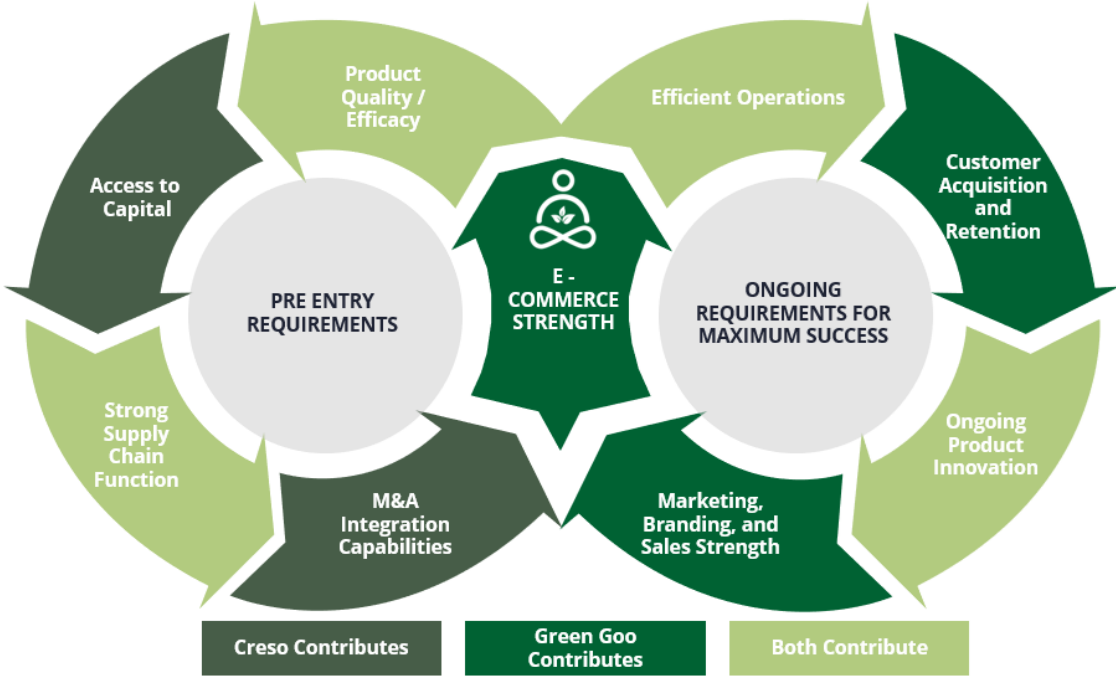 Product
Quality /
Efficacy
Efficient Operations
Access to
Capital
Customer
Acquisition
and
Retention
PRE ENTRY
REQUIREMENTS
E -
COMMERCE
STRENGTH
ONGOING
REQUIREMENTS FOR
MAXIMUM SUCCESS
Strong
Supply
Chain
Function
Ongoing
Product
Innovation
M&A
Integration
Capabilities
Marketing,
Branding, and
Sales Strength
Creso Contributes
Green Goo
Contributes
Both Contribute